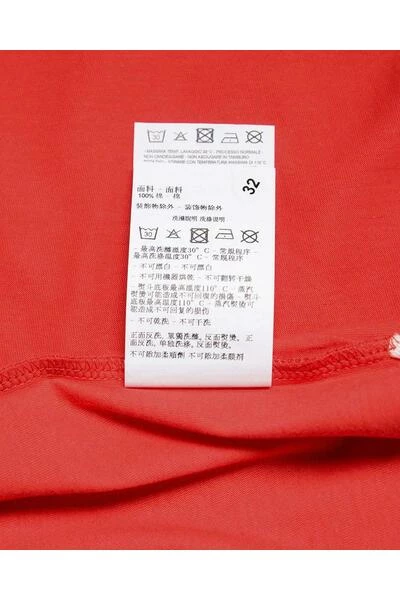 30
- MASSIMA TEMP. LAVAGGIO 30°C - PROCESSO NORMALE -
NON CANDEGGIARE - NON ASCIUGARE IN TAMBURO
STIRARE CON TEMPERATURA MASSIMA DI 110°C
32
面料 - 面料
100% 棉 - 棉
裝飾物除外 - 装饰物除外
洗滌說明 洗涤说明
30
- 最高洗滌溫度30°C - 常規程序 -
最高洗涤温度30°C - 常规程序
- 不可漂白 - 不可漂白
- 不可用機器烘乾 - 不可翻转干燥
- 熨斗底板最高溫度110°C - 蒸汽
熨燙可能造成不可回復的損傷 - 熨斗
底板最高温度110°C - 蒸汽熨烫可能
造成不可回复的损伤
- 不可乾洗 - 不可干洗
正面反洗, 單獨洗滌, 反面熨燙. 正
面反洗, 单独洗涤, 反面熨烫.
不可添加柔順劑 不可添加柔顺剂